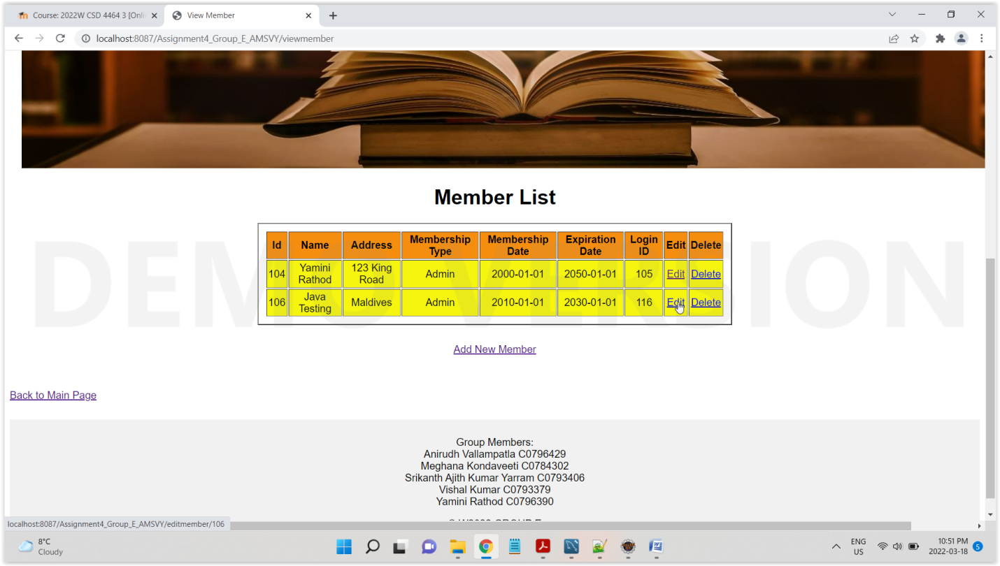 Course: 2022W CSD 4464 3 [Onli
View Member
localhost:8087/Assignment4_Group_E_AMSVY/viewmember
Member List
DEMO VERSION
Id Name Address Membership Type Membership Date Expiration Date Login ID Edit Delete
104 Yamini Rathod 123 King Road Admin 2000-01-01 2050-01-01 105 Edit Delete
106 Java Testing Maldives Admin 2010-01-01 2030-01-01 116 Edit Delete
Add New Member
Back to Main Page
Group Members:
Anirudh Vallampatla C0796429
Meghana Kondaveeti C0784302
Srikanth Ajith Kumar Yarram C0793406
Vishal Kumar C0793379
Yamini Rathod C0796390
localhost:8087/Assignment4_Group_E_AMSVY/editmember/106
8°C
Cloudy
ENG
US
10:51 PM
2022-03-18
5